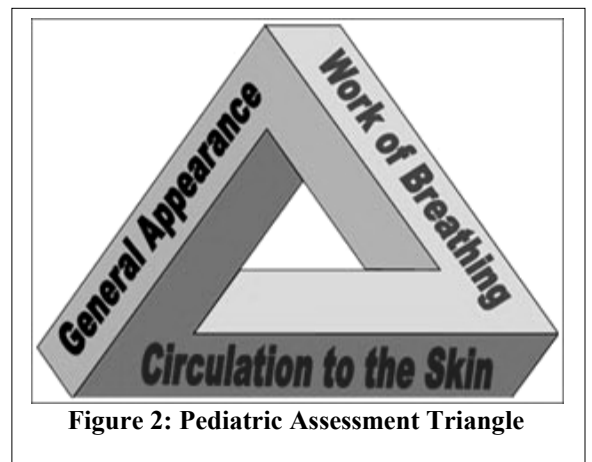 General Appearance
Work of Breathing
Circulation to the Skin
Figure 2: Pediatric Assessment Triangle